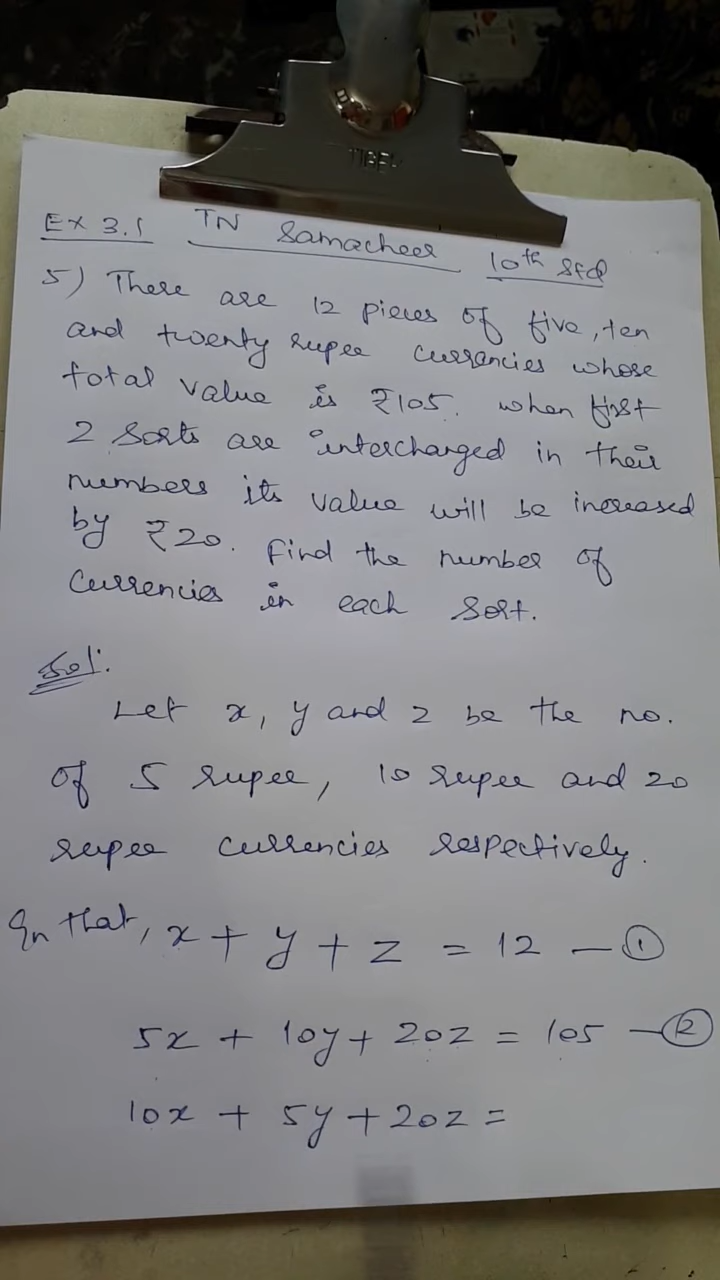 TIGER
Ex 3.1 TN Samacheer 10th Std
5) There are 12 pieces of five, ten
and twenty rupee currencies whose
total value is ₹105. when first
2 Sorts are interchanged in their
numbers its value will be increased
by ₹20. Find the number of
currencies in each Sort.
Sol:
Let x, y and z be the no.
of 5 rupee, 10 rupee and 20
rupee currencies respectively.
Gn that, x + y + z = 12 — ①
5x + 10y + 20z = 105 — ②
10x + 5y + 20z =